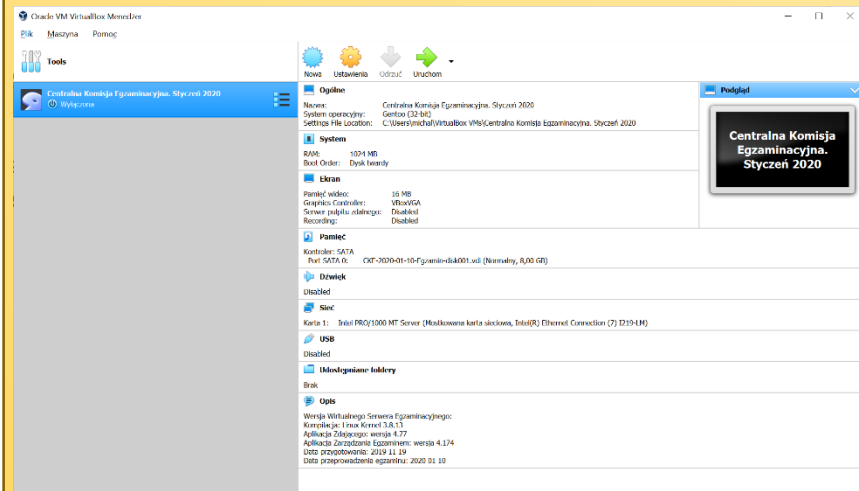 Oracle VM VirtualBox Menedżer
Plik Maszyna Pomoc
Tools
Nowa Ustawienia Odrzuć Uruchom
Centralna Komisja Egzaminacyjna. Styczeń 2020
Wyłączona
Ogólne
Nazwa: Centralna Komisja Egzaminacyjna. Styczeń 2020
System operacyjny: Gentoo (32-bit)
Settings File Location: C:\Users\michal\VirtualBox VMs\Centralna Komisja Egzaminacyjna. Styczeń 2020
Podgląd
Centralna Komisja
Egzaminacyjna.
Styczeń 2020
System
RAM: 1024 MB
Boot Order: Dysk twardy
Ekran
Pamięć wideo: 16 MB
Graphics Controller: VBoxVGA
Serwer pulpitu zdalnego: Disabled
Recording: Disabled
Pamięć
Kontroler: SATA
Port SATA 0: CKE-2020-01-10-Egzamin-disk001.vdi (Normalny, 8,00 GB)
Dźwięk
Disabled
Sieć
Karta 1: Intel PRO/1000 MT Server (Mostkowana karta sieciowa, Intel(R) Ethernet Connection (7) I219-LM)
USB
Disabled
Udostępniane foldery
Brak
Opis
Wersja Wirtualnego Serwera Egzaminacyjnego:
Kompilacja: Linux Kernel 3.8.13
Aplikacja Zdającego: wersja 4.77
Aplikacja Zarządzania Egzaminem: wersja 4.174
Data przygotowania: 2019 11 19
Data przeprowadzenia egzaminu: 2020 01 10